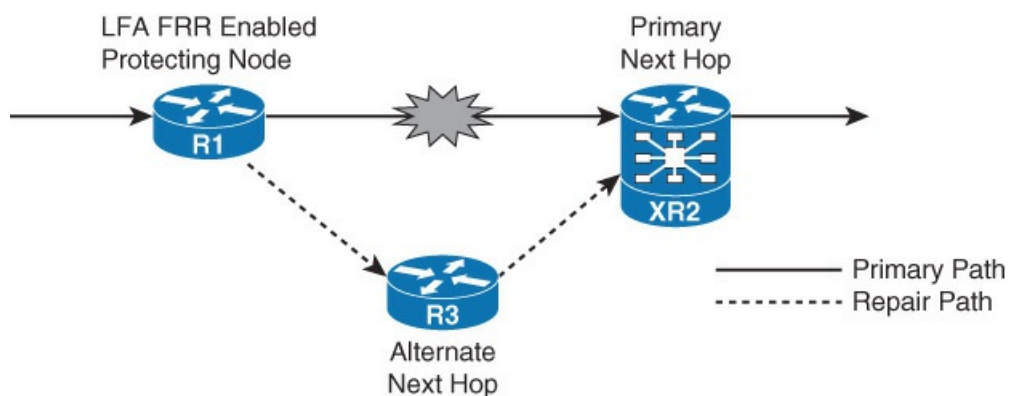 LFA FRR Enabled
Protecting Node
Primary
Next Hop
R1
XR2
R3
Primary Path
Repair Path
Alternate
Next Hop